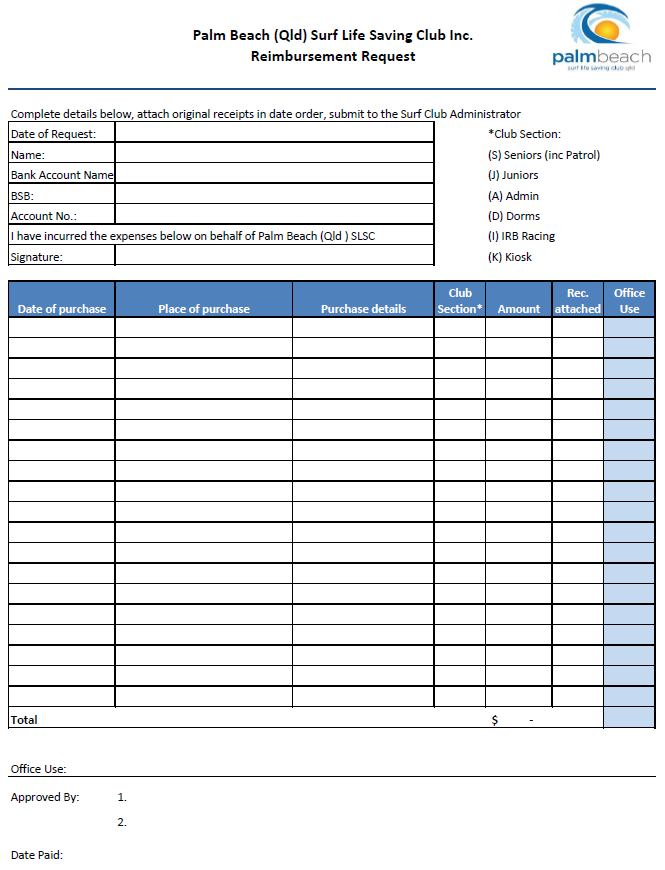 Palm Beach (Qld) Surf Life Saving Club Inc.
Reimbursement Request
palmbeach
surf life saving club qld
Complete details below, attach original receipts in date order, submit to the Surf Club Administrator
Date of Request:
Name:
Bank Account Name
BSB:
Account No.:
I have incurred the expenses below on behalf of Palm Beach (Qld ) SLSC
Signature:
*Club Section:
(S) Seniors (inc Patrol)
(J) Juniors
(A) Admin
(D) Dorms
(I) IRB Racing
(K) Kiosk
Date of purchase Place of purchase Purchase details Club Section* Amount Rec. attached Office Use
Total $ -
Office Use:
Approved By: 1.
2.
Date Paid: